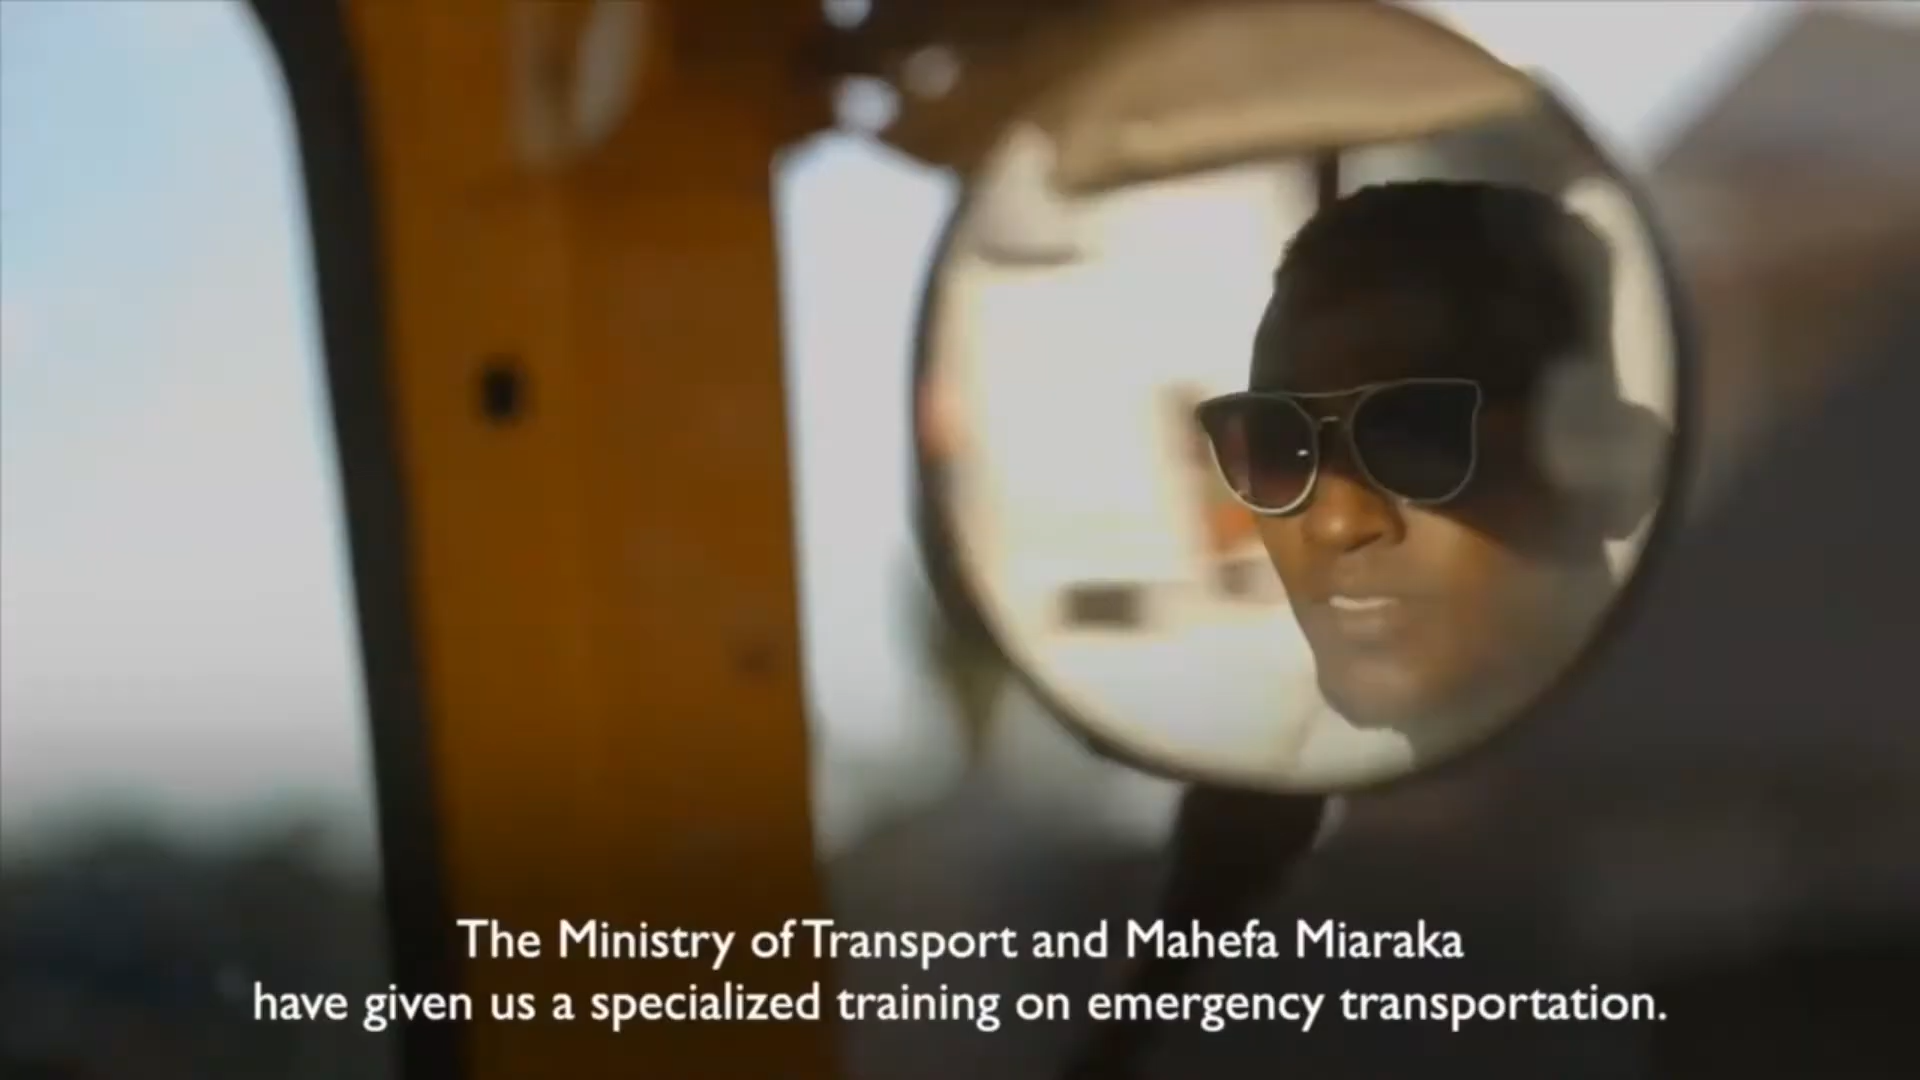 The Ministry of Transport and Mahefa Miaraka
have given us a specialized training on emergency transportation.